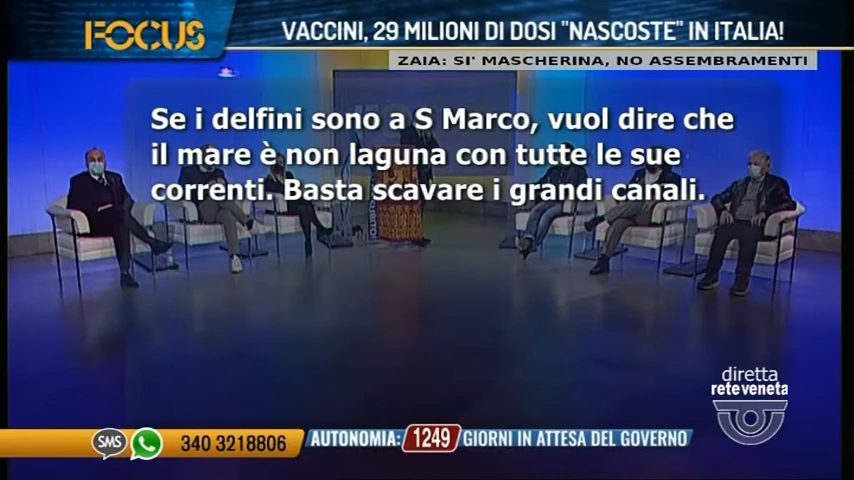 FOCUS
VACCINI, 29 MILIONI DI DOSI "NASCOSTE" IN ITALIA!
ZAIA: SI' MASCHERINA, NO ASSEMBRAMENTI
Se i delfini sono a S Marco, vuol dire che
il mare è non laguna con tutte le sue
correnti. Basta scavare i grandi canali.
diretta
reteveneta
SMS 340 3218806 AUTONOMIA: 1249 GIORNI IN ATTESA DEL GOVERNO